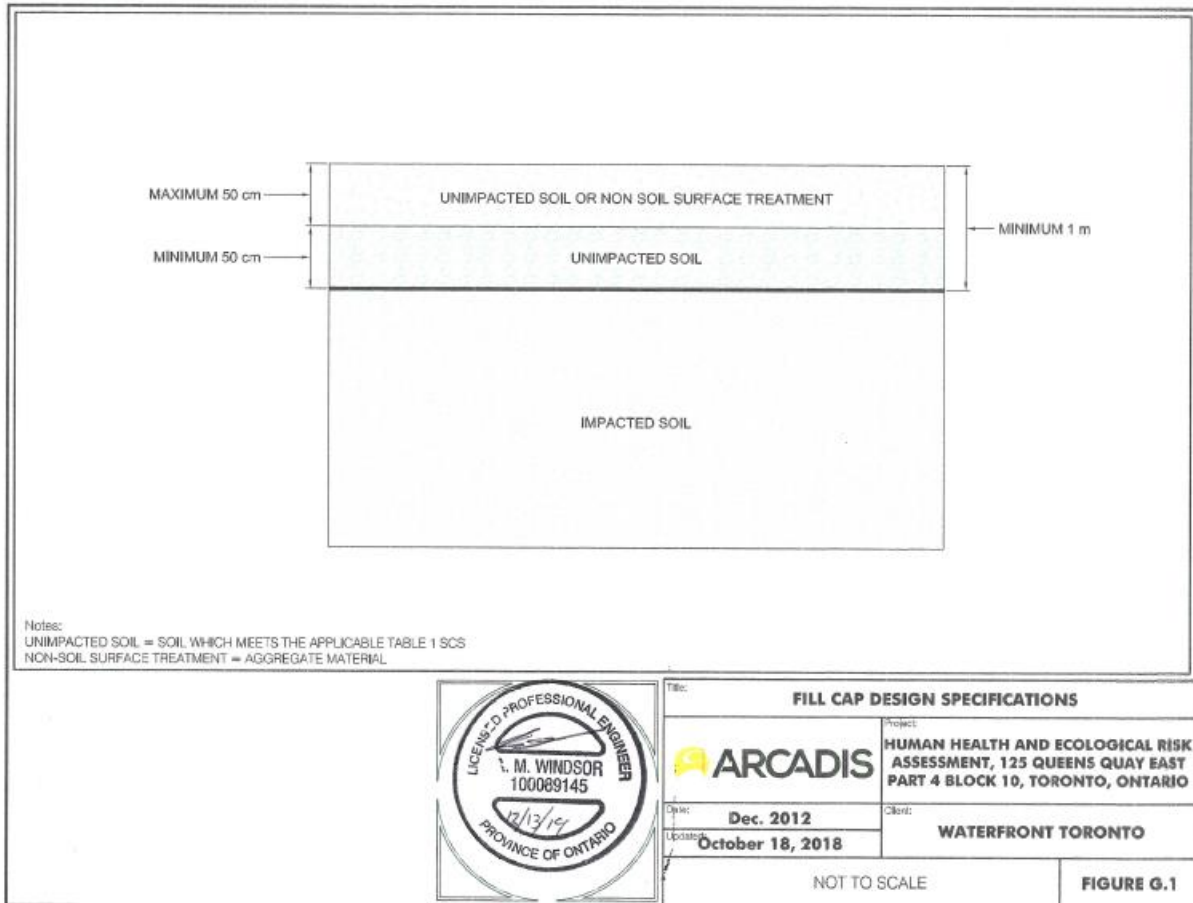 MAXIMUM 50 cm
UNIMPACTED SOIL OR NON SOIL SURFACE TREATMENT
MINIMUM 1 m
MINIMUM 50 cm
UNIMPACTED SOIL
IMPACTED SOIL
Notes:
UNIMPACTED SOIL = SOIL WHICH MEETS THE APPLICABLE TABLE 1 SCS
NON-SOIL SURFACE TREATMENT = AGGREGATE MATERIAL
LICENSED PROFESSIONAL ENGINEER
M. WINDSOR
100089145
12/13/19
PROVINCE OF ONTARIO
Title:
FILL CAP DESIGN SPECIFICATIONS
ARCADIS
Project:
HUMAN HEALTH AND ECOLOGICAL RISK
ASSESSMENT, 125 QUEENS QUAY EAST
PART 4 BLOCK 10, TORONTO, ONTARIO
Date:
Dec. 2012
Updated:
October 18, 2018
Client:
WATERFRONT TORONTO
NOT TO SCALE
FIGURE G.1